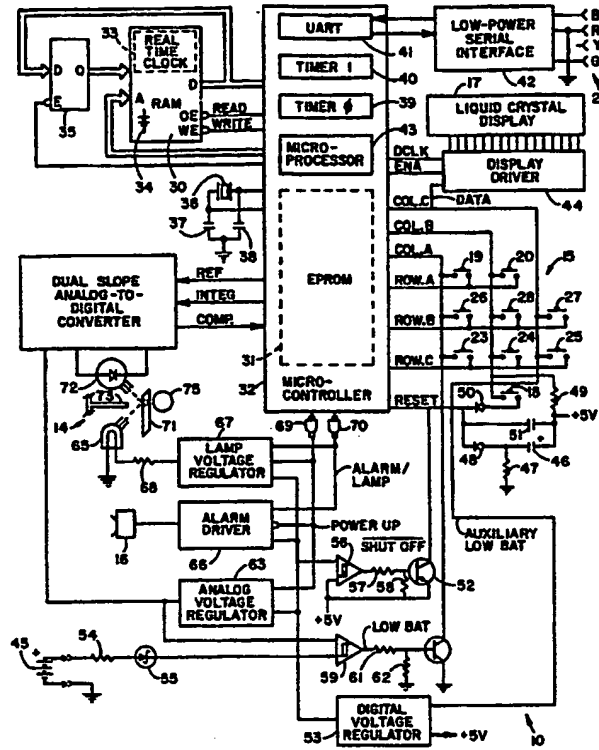 33
REAL TIME CLOCK
D O
E
35
A
RAM
D
OE
WE
READ
WRITE
34
30
36
37
38
UART
41
TIMER 1
40
TIMER 0
39
43
MICRO-
PROCESSOR
EPROM
31
32
MICRO-
CONTROLLER
LOW-POWER
SERIAL
INTERFACE
42
B
R
Y
G
2
17
LIQUID CRYSTAL
DISPLAY
DCLK
ENA
DISPLAY
DRIVER
44
COL.C
DATA
COL.B
COL.A
19
20
15
ROW.A
26
28
27
ROW.B
23
24
25
ROW.C
RESET
50
18
49
+5V
51
48
+
46
47
DUAL SLOPE
ANALOG-TO-
DIGITAL
CONVERTER
REF
INTEG
COMP.
72
73
75
14
65
71
68
67
LAMP
VOLTAGE
REGULATOR
69
70
ALARM/
LAMP
16
ALARM
DRIVER
66
POWER UP
63
ANALOG
VOLTAGE
REGULATOR
56
SHUT OFF
57
58
52
+5V
AUXILIARY
LOW BAT
45
+
54
55
LOW BAT
59
61
62
DIGITAL
VOLTAGE
REGULATOR
53
+5V
10